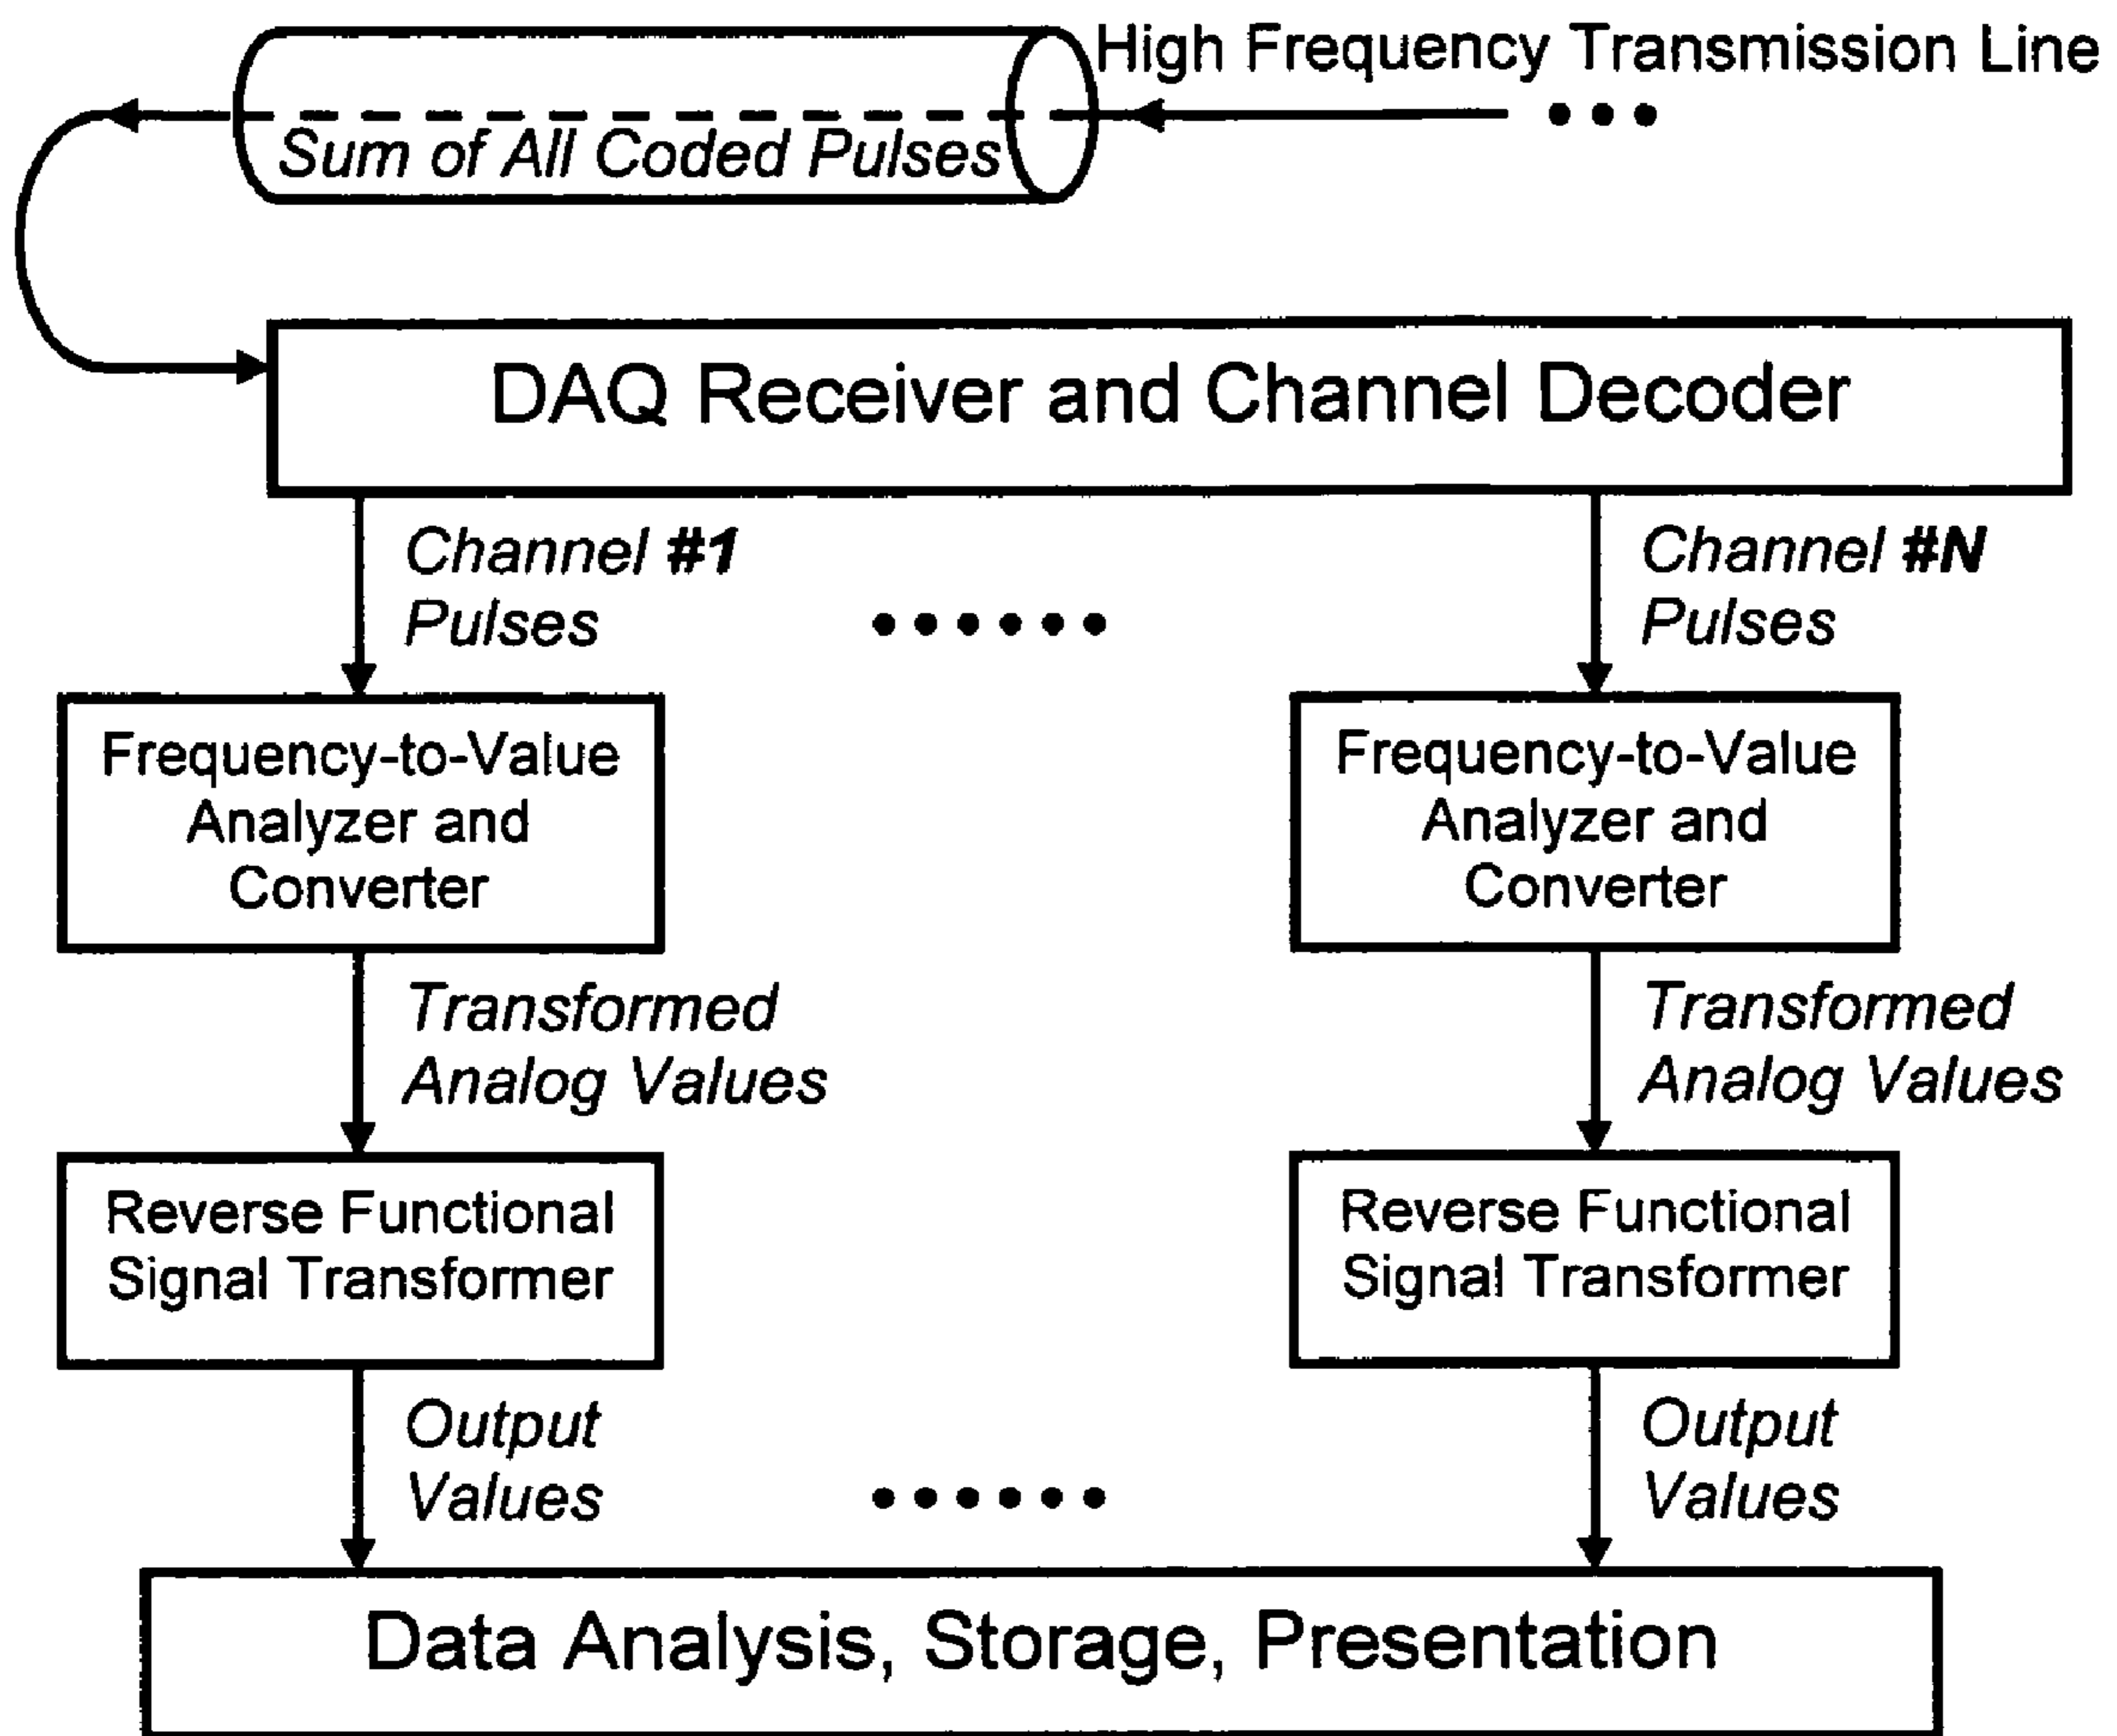 High Frequency Transmission Line
Sum of All Coded Pulses
DAQ Receiver and Channel Decoder
Channel #1
Pulses
Channel #N
Pulses
Frequency-to-Value
Analyzer and
Converter
Frequency-to-Value
Analyzer and
Converter
Transformed
Analog Values
Transformed
Analog Values
Reverse Functional
Signal Transformer
Reverse Functional
Signal Transformer
Output
Values
Output
Values
Data Analysis, Storage, Presentation